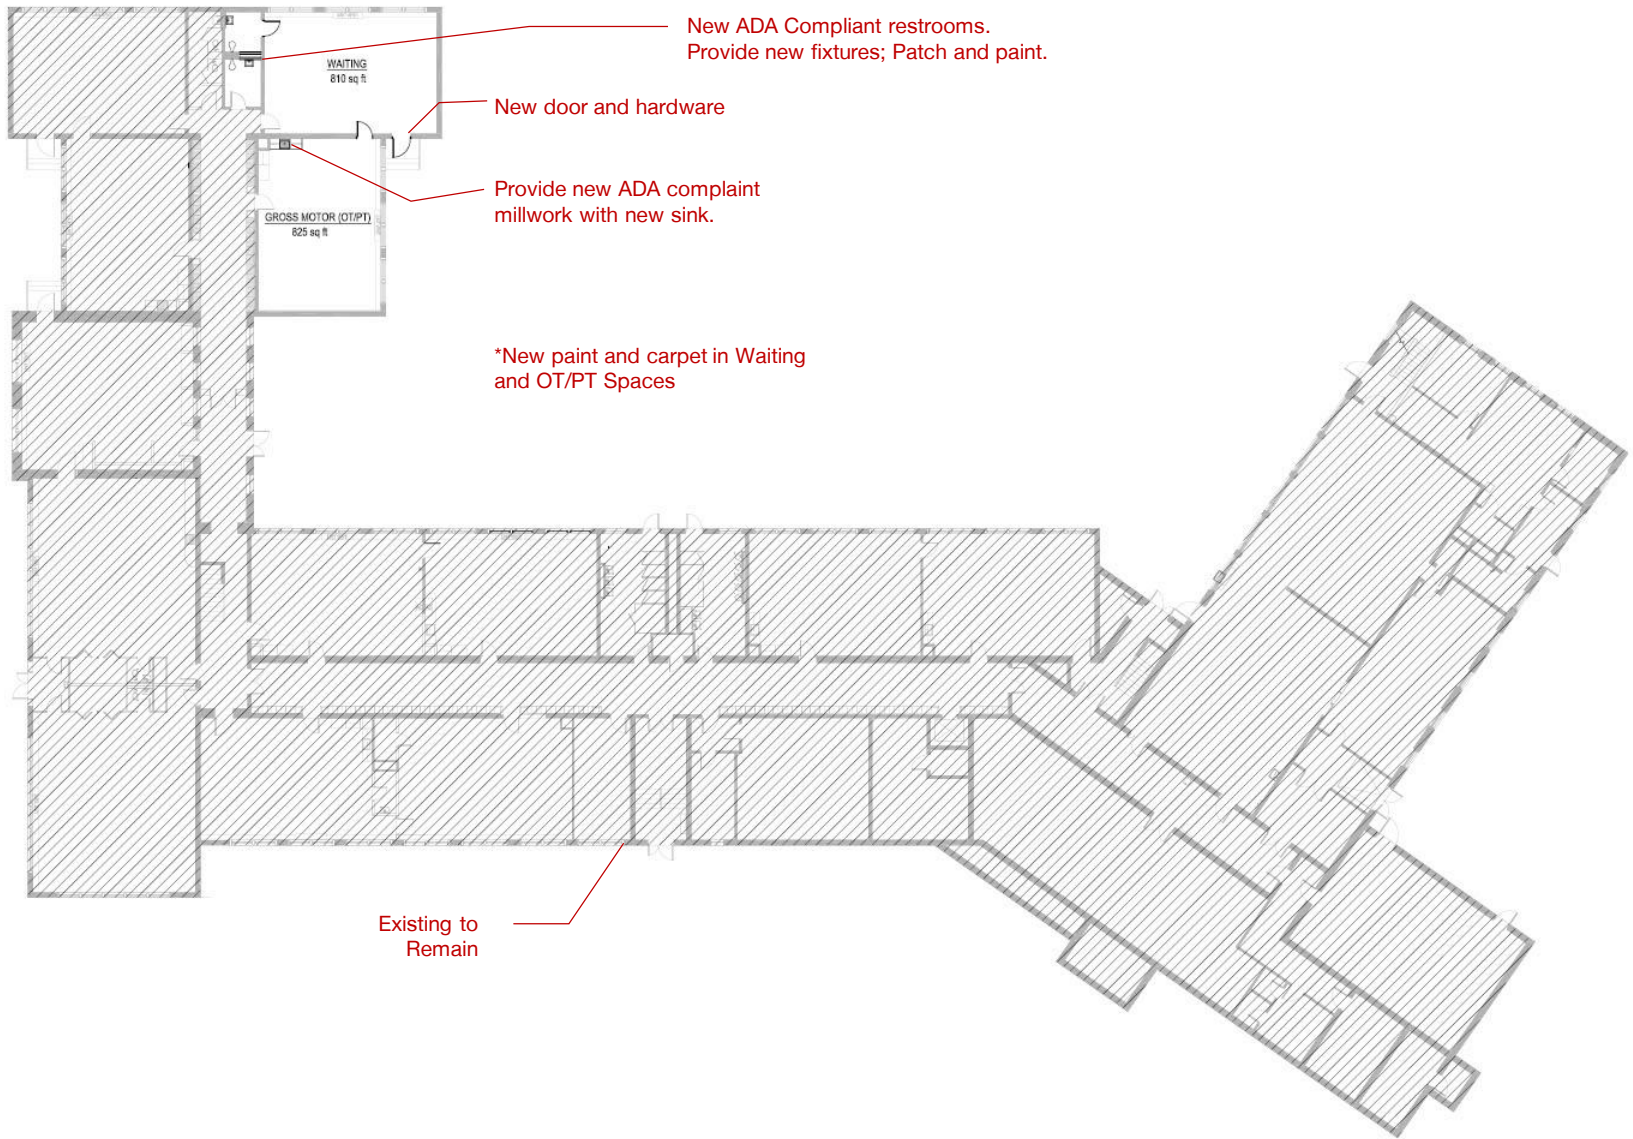 New ADA Compliant restrooms.
Provide new fixtures; Patch and paint.
WAITING
810 sq ft
New door and hardware
Provide new ADA complaint
millwork with new sink.
GROSS MOTOR (OT/PT)
825 sq ft
*New paint and carpet in Waiting
and OT/PT Spaces
Existing to
Remain